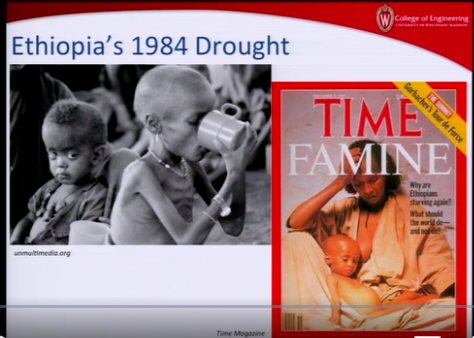 College of Engineering
UNIVERSITY OF WISCONSIN-MADISON
Ethiopia's 1984 Drought
Gorbachev's Tour de Force
TIME
FAMINE
Why are
Ethiopians
starving again?
What should
the world do—
and not do?
unmultimedia.org
Time Magazine